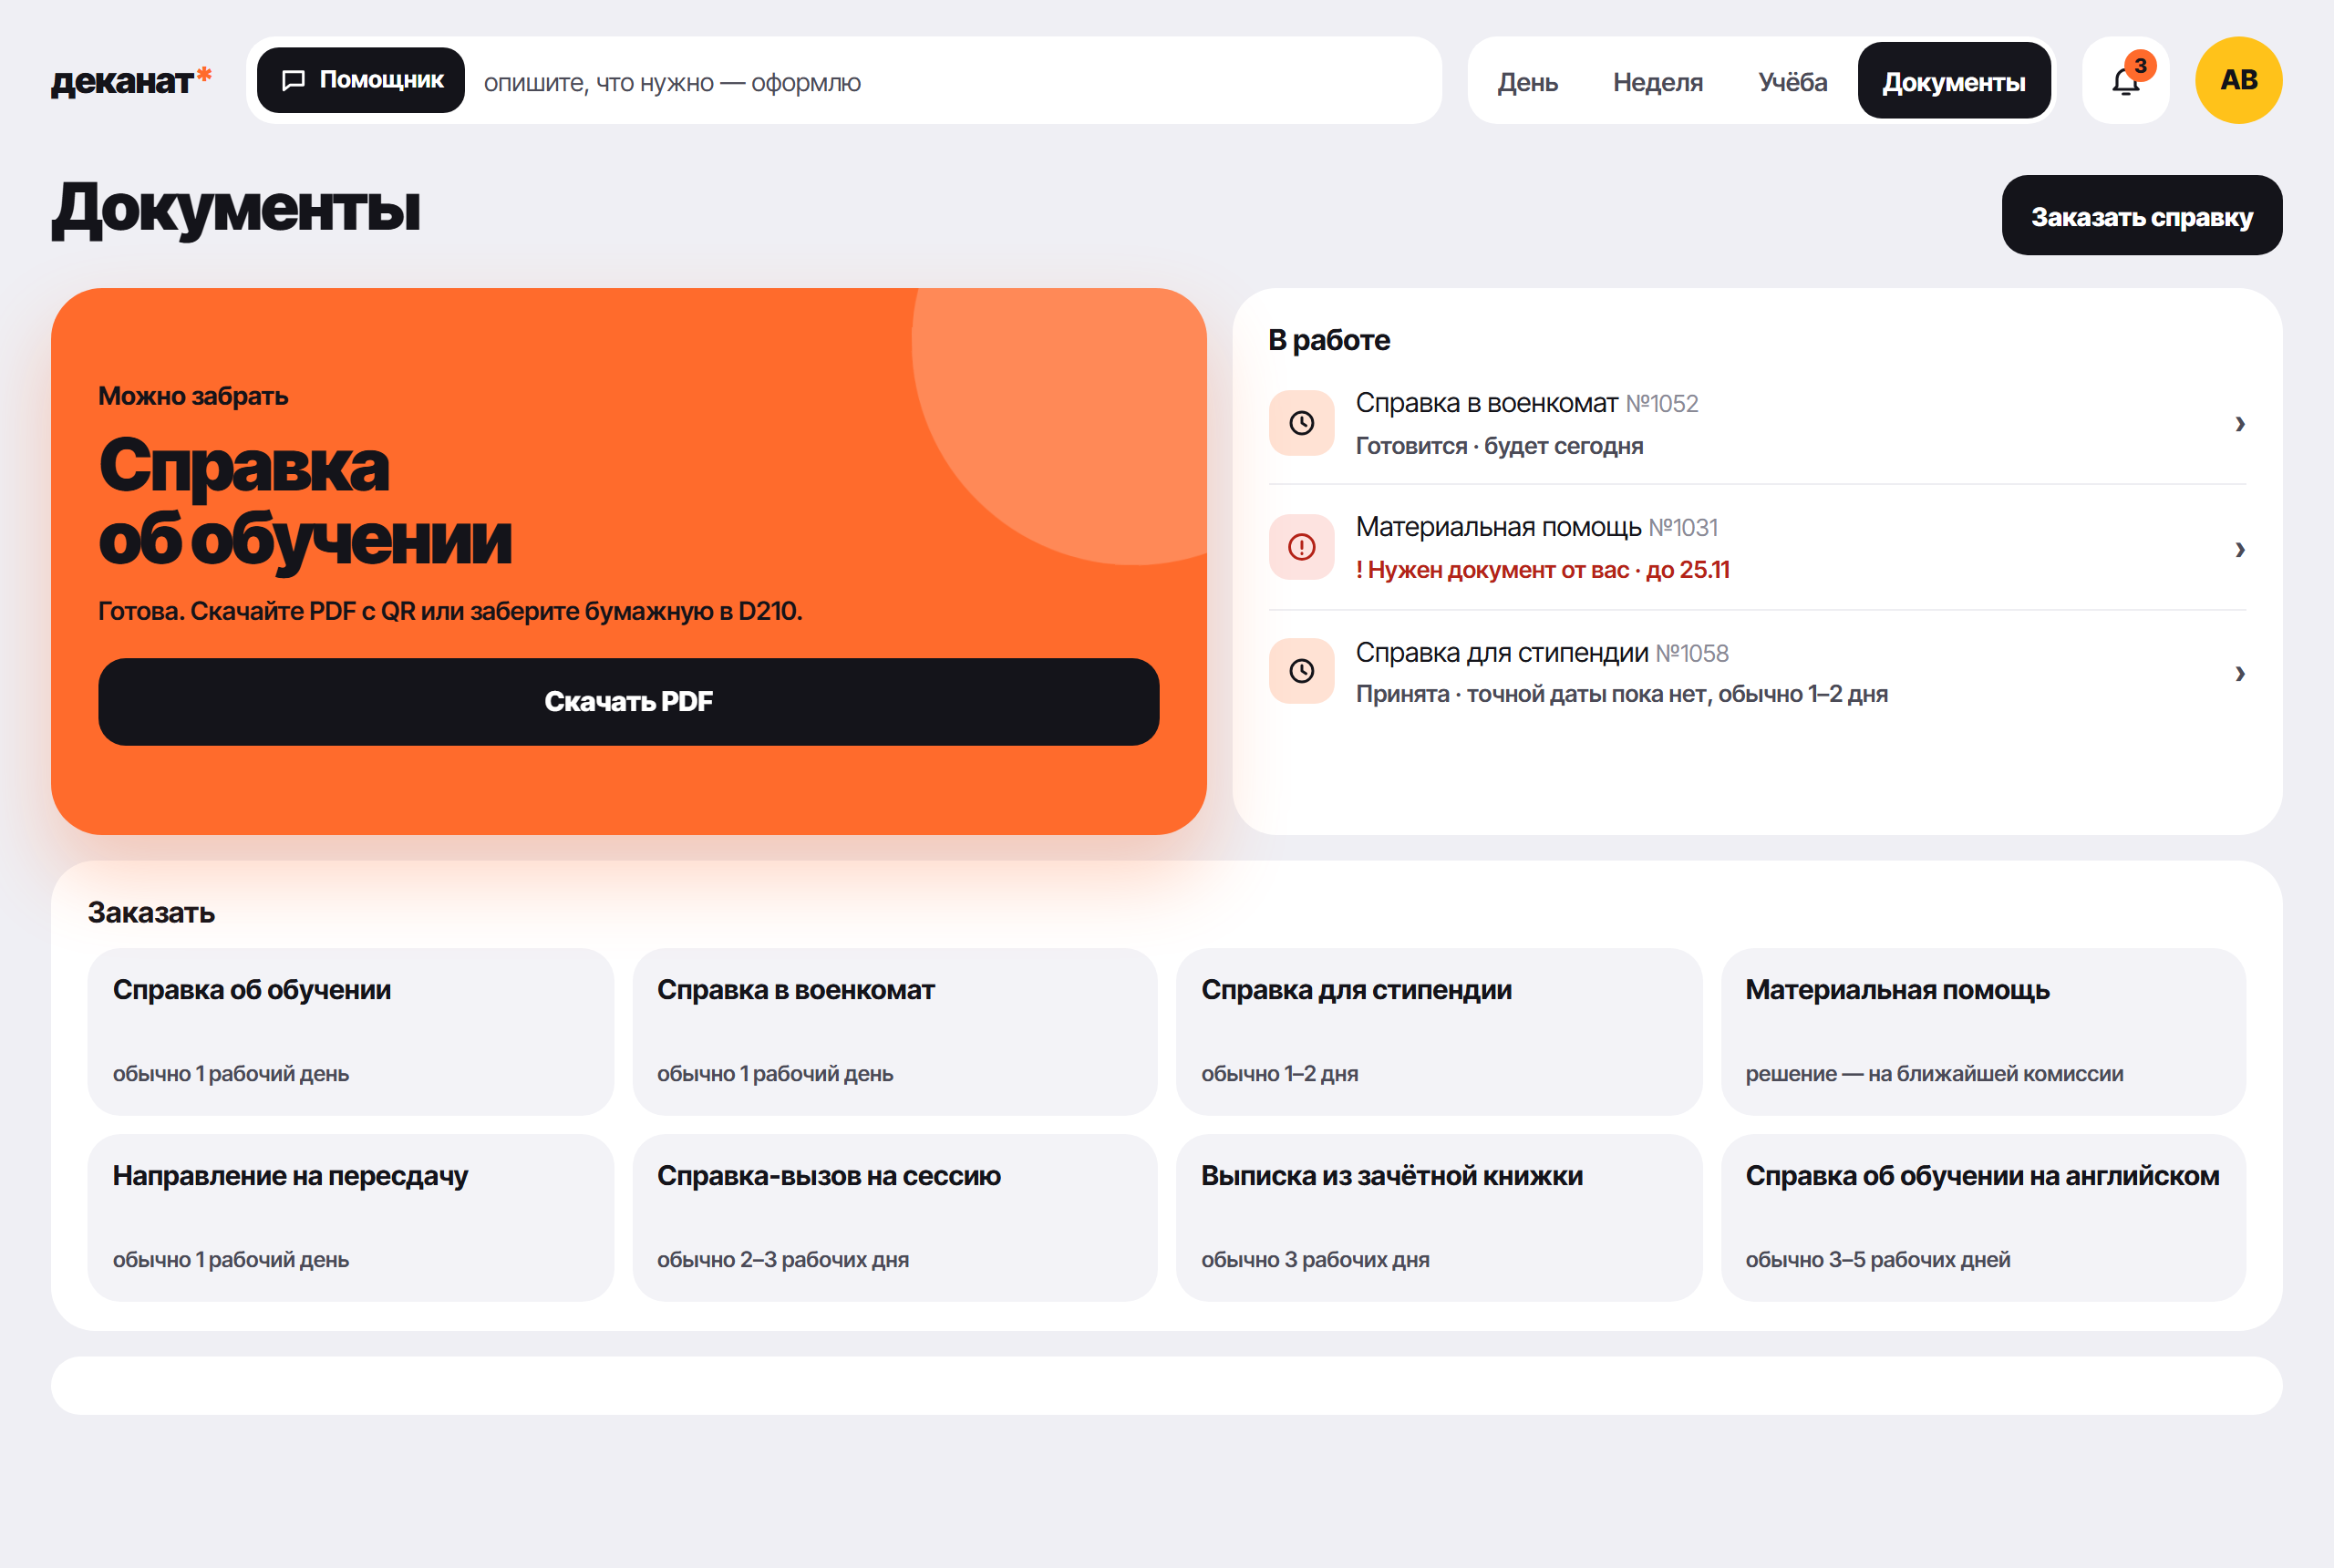 деканат*
Помощник
опишите, что нужно — оформлю
День
Неделя
Учёба
Документы
3
АВ
Документы
Заказать справку
Можно забрать
Справка
об обучении
Готова. Скачайте PDF с QR или заберите бумажную в D210.
Скачать PDF
В работе
Справка в военкомат №1052
Готовится · будет сегодня
›
Материальная помощь №1031
! Нужен документ от вас · до 25.11
›
Справка для стипендии №1058
Принята · точной даты пока нет, обычно 1–2 дня
›
Заказать
Справка об обучении
обычно 1 рабочий день
Справка в военкомат
обычно 1 рабочий день
Справка для стипендии
обычно 1–2 дня
Материальная помощь
решение — на ближайшей комиссии
Направление на пересдачу
обычно 1 рабочий день
Справка-вызов на сессию
обычно 2–3 рабочих дня
Выписка из зачётной книжки
обычно 3 рабочих дня
Справка об обучении на английском
обычно 3–5 рабочих дней